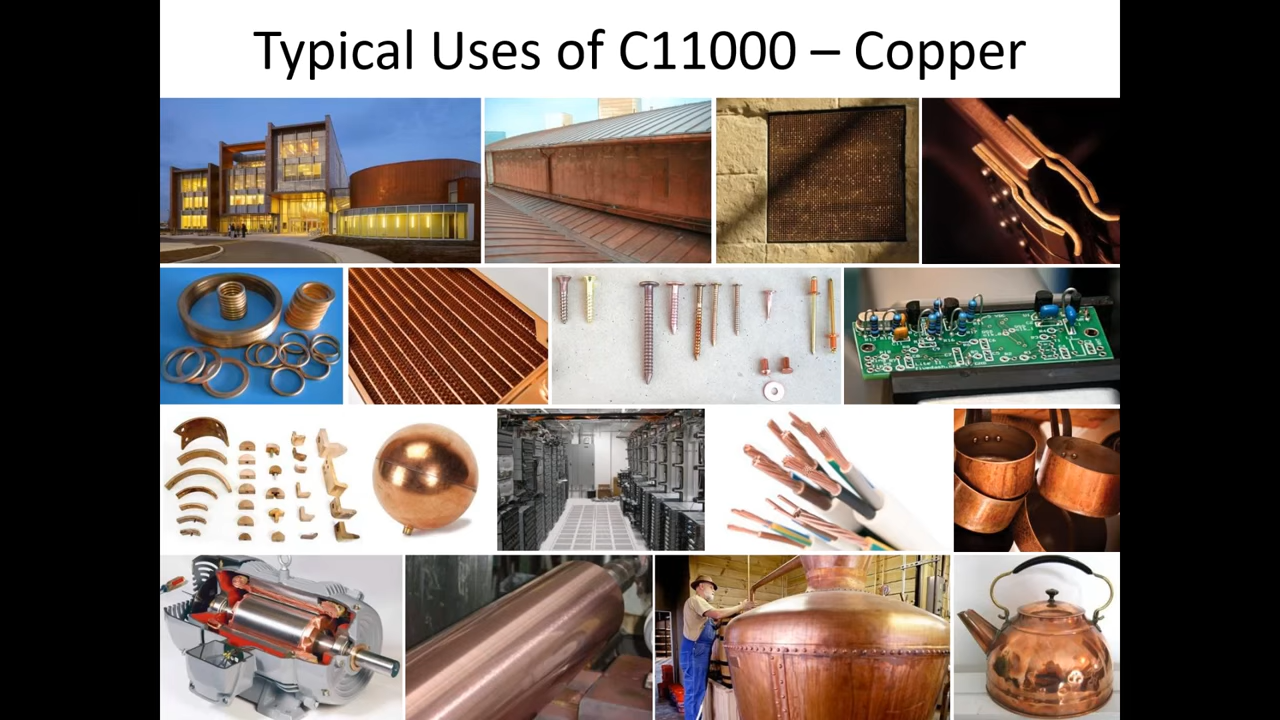 Typical Uses of C11000 – Copper